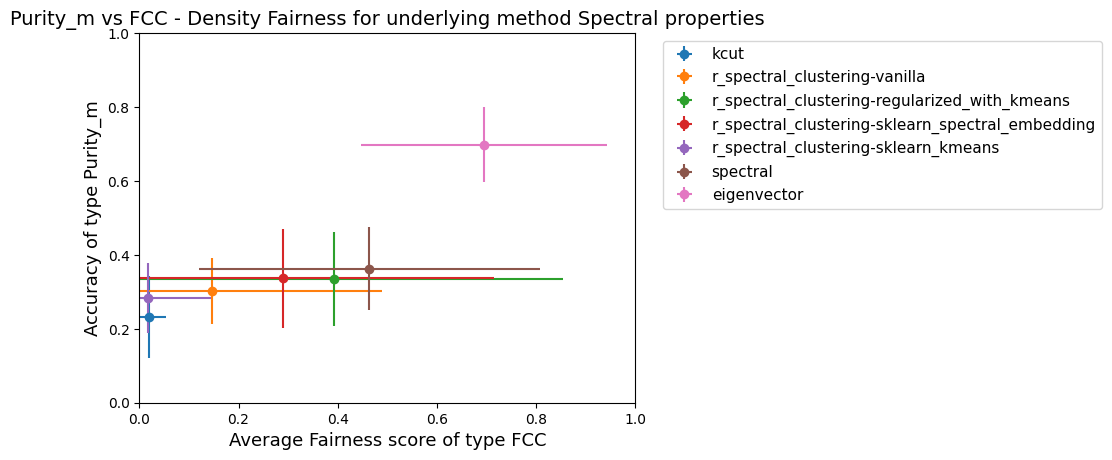 Purity_m vs FCC - Density Fairness for underlying method Spectral properties
1.0
0.8
0.6
0.4
0.2
0.0
Accuracy of type Purity_m
0.0 0.2 0.4 0.6 0.8 1.0
Average Fairness score of type FCC
kcut
r_spectral_clustering-vanilla
r_spectral_clustering-regularized_with_kmeans
r_spectral_clustering-sklearn_spectral_embedding
r_spectral_clustering-sklearn_kmeans
spectral
eigenvector